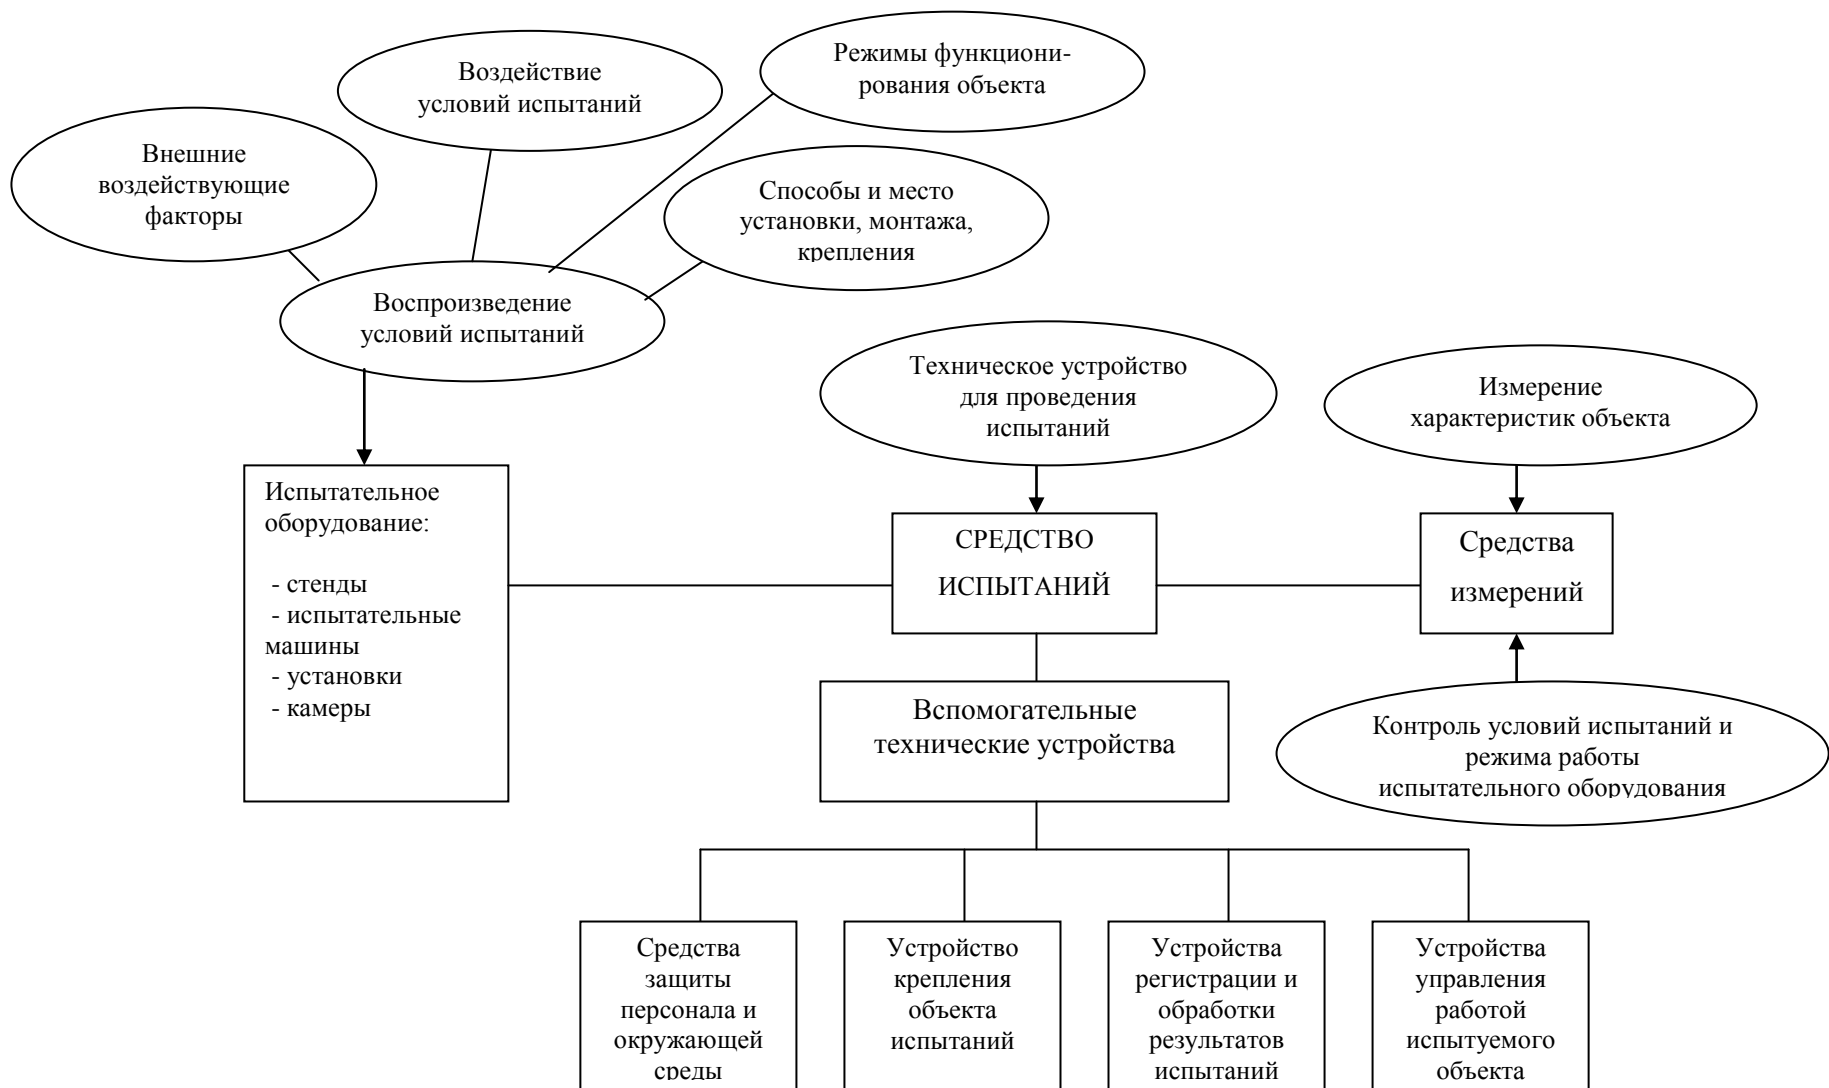 Режимы функциони-
рования объекта
Воздействие
условий испытаний
Внешние
воздействующие
факторы
Способы и место
установки, монтажа,
крепления
Воспроизведение
условий испытаний
Техническое устройство
для проведения
испытаний
Измерение
характеристик объекта
Испытательное
оборудование:
- стенды
- испытательные
машины
- установки
- камеры
СРЕДСТВО
ИСПЫТАНИЙ
Средства
измерений
Вспомогательные
технические устройства
Контроль условий испытаний и
режима работы
испытательного оборудования
Средства
защиты
персонала и
окружающей
среды
Устройство
крепления
объекта
испытаний
Устройства
регистрации и
обработки
результатов
испытаний
Устройства
управления
работой
испытуемого
объекта